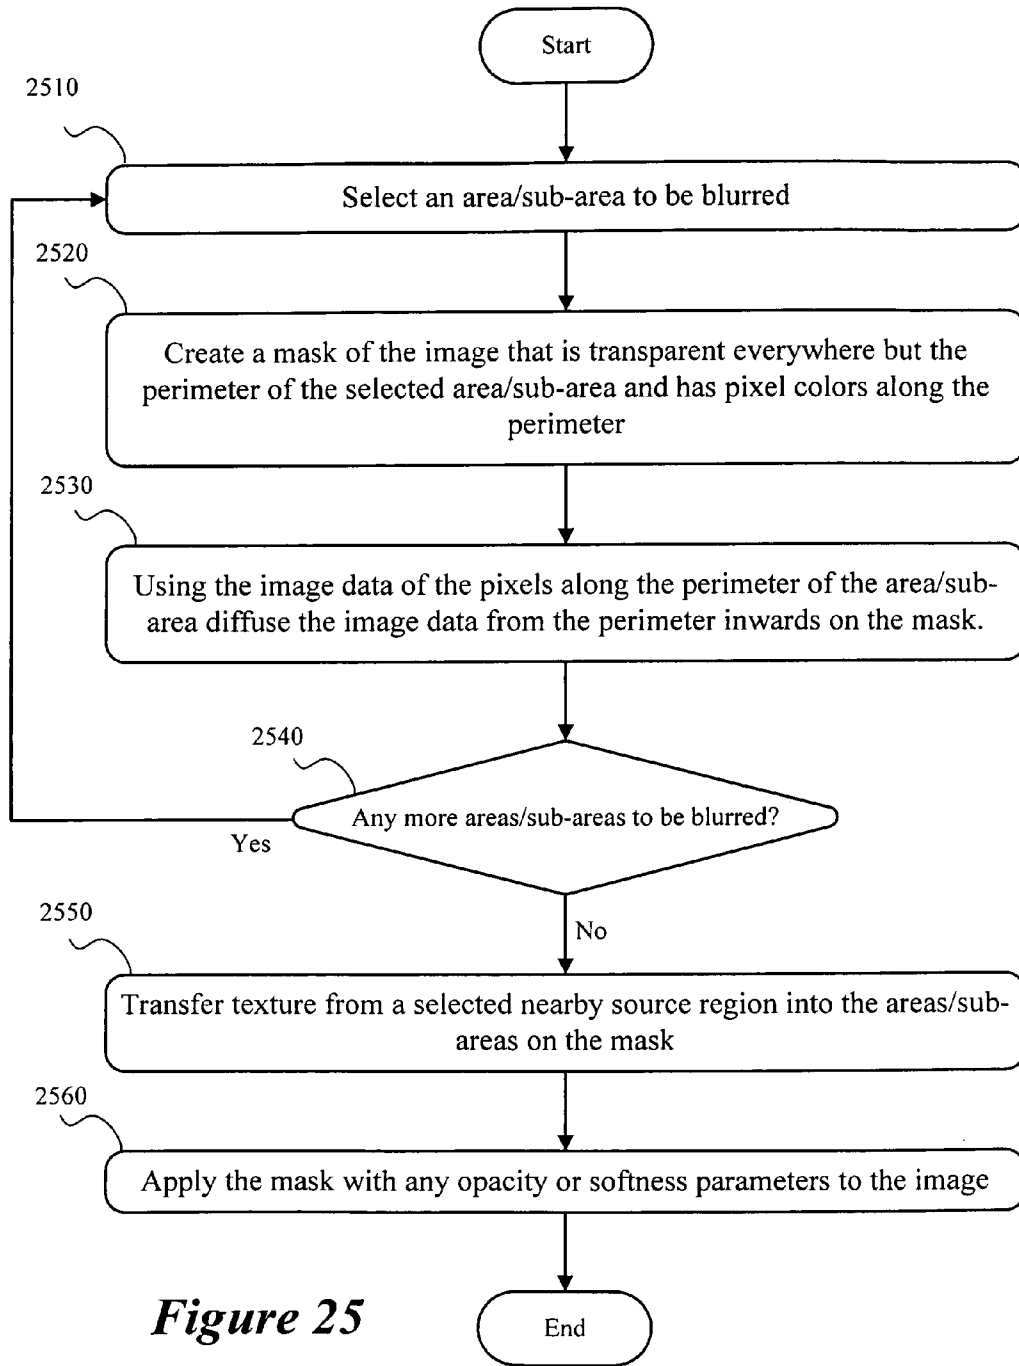 Start
2510
Select an area/sub-area to be blurred
2520
Create a mask of the image that is transparent everywhere but the
perimeter of the selected area/sub-area and has pixel colors along the
perimeter
2530
Using the image data of the pixels along the perimeter of the area/sub-
area diffuse the image data from the perimeter inwards on the mask.
2540
Any more areas/sub-areas to be blurred?
Yes
No
2550
Transfer texture from a selected nearby source region into the areas/sub-
areas on the mask
2560
Apply the mask with any opacity or softness parameters to the image
End
Figure 25